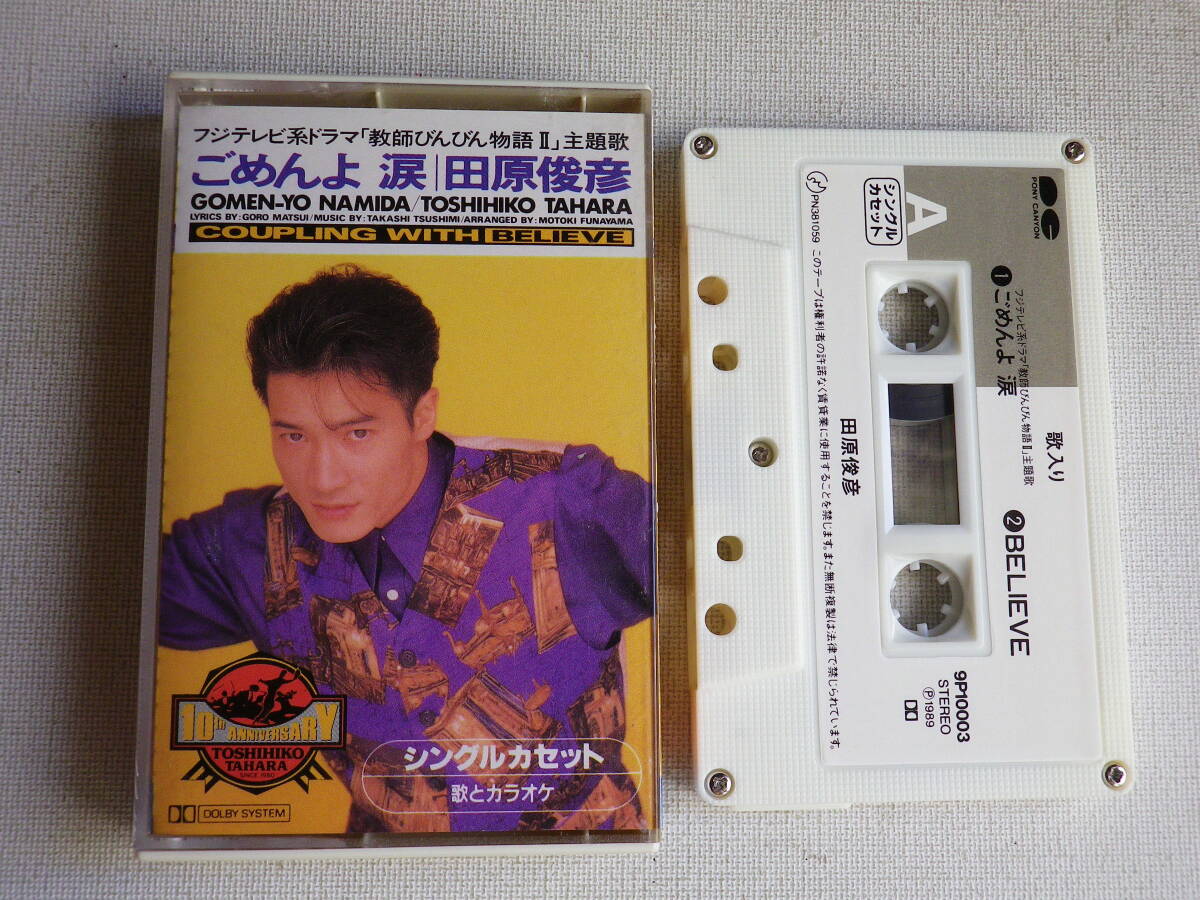 フジテレビ系ドラマ「教師びんびん物語Ⅱ」主題歌
ごめんよ 涙|田原俊彦
GOMEN-YO NAMIDA/TOSHIHIKO TAHARA
LYRICS BY:GORO MATSUI/MUSIC BY:TAKASHI TSUSHIMI/ARRANGED BY:MOTOKI FUNAYAMA
COUPLING WITH BELIEVE
10TH ANNIVERSARY
TOSHIHIKO
TAHARA
SINCE 1980
DOLBY SYSTEM
シングルカセット
歌とカラオケ
PONY CANYON
A
シングル
カセット
歌入り
フジテレビ系ドラマ「教師びんびん物語Ⅱ」主題歌
❶ごめんよ 涙
❷BELIEVE
田原俊彦
9P10003
STEREO
Ⓟ1989
PN381059 このテープは権利者の許諾なく賃貸業に使用することを禁じます。また無断複製は法律で禁じられています。